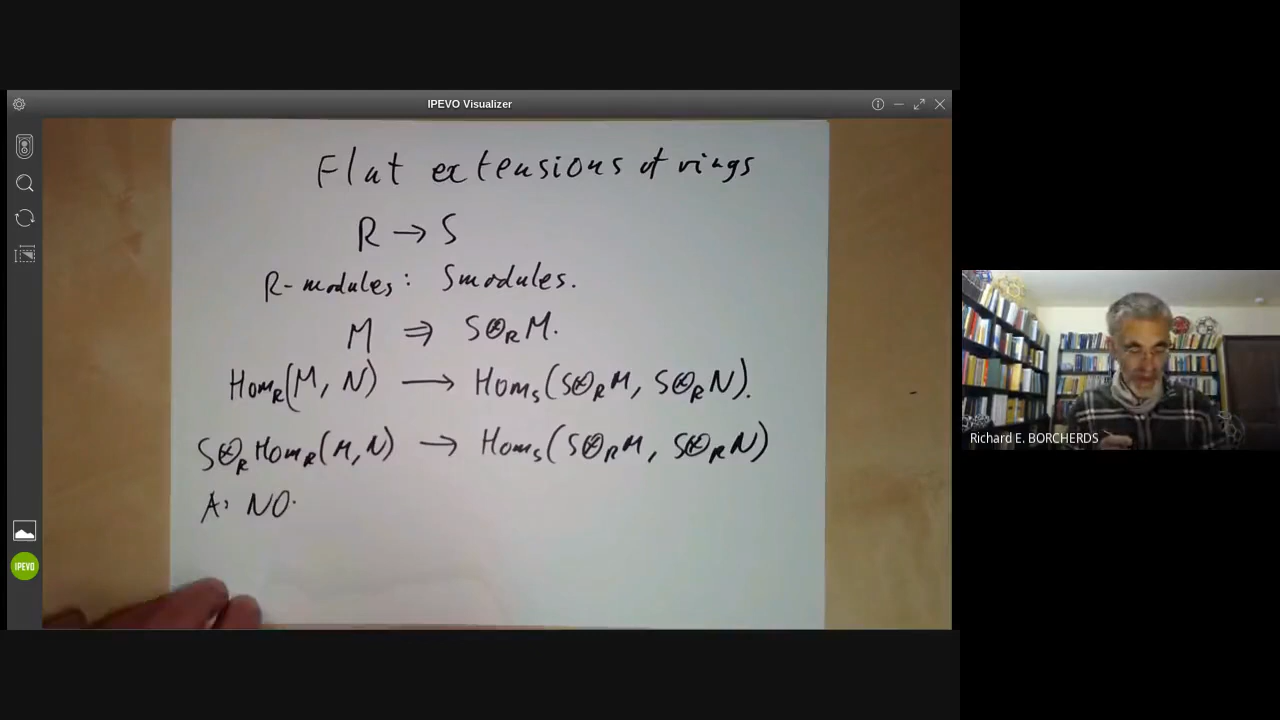 IPEVO Visualizer
Flat extensions of rings
R → S
R-modules: S modules.
M ⇒ S⊗_R M.
Hom_R(M, N) → Hom_S(S⊗_R M, S⊗_R N).
S⊗_R Hom_R(M, N) → Hom_S(S⊗_R M, S⊗_R N)
A: NO.
IPEVO
Richard E. BORCHERDS